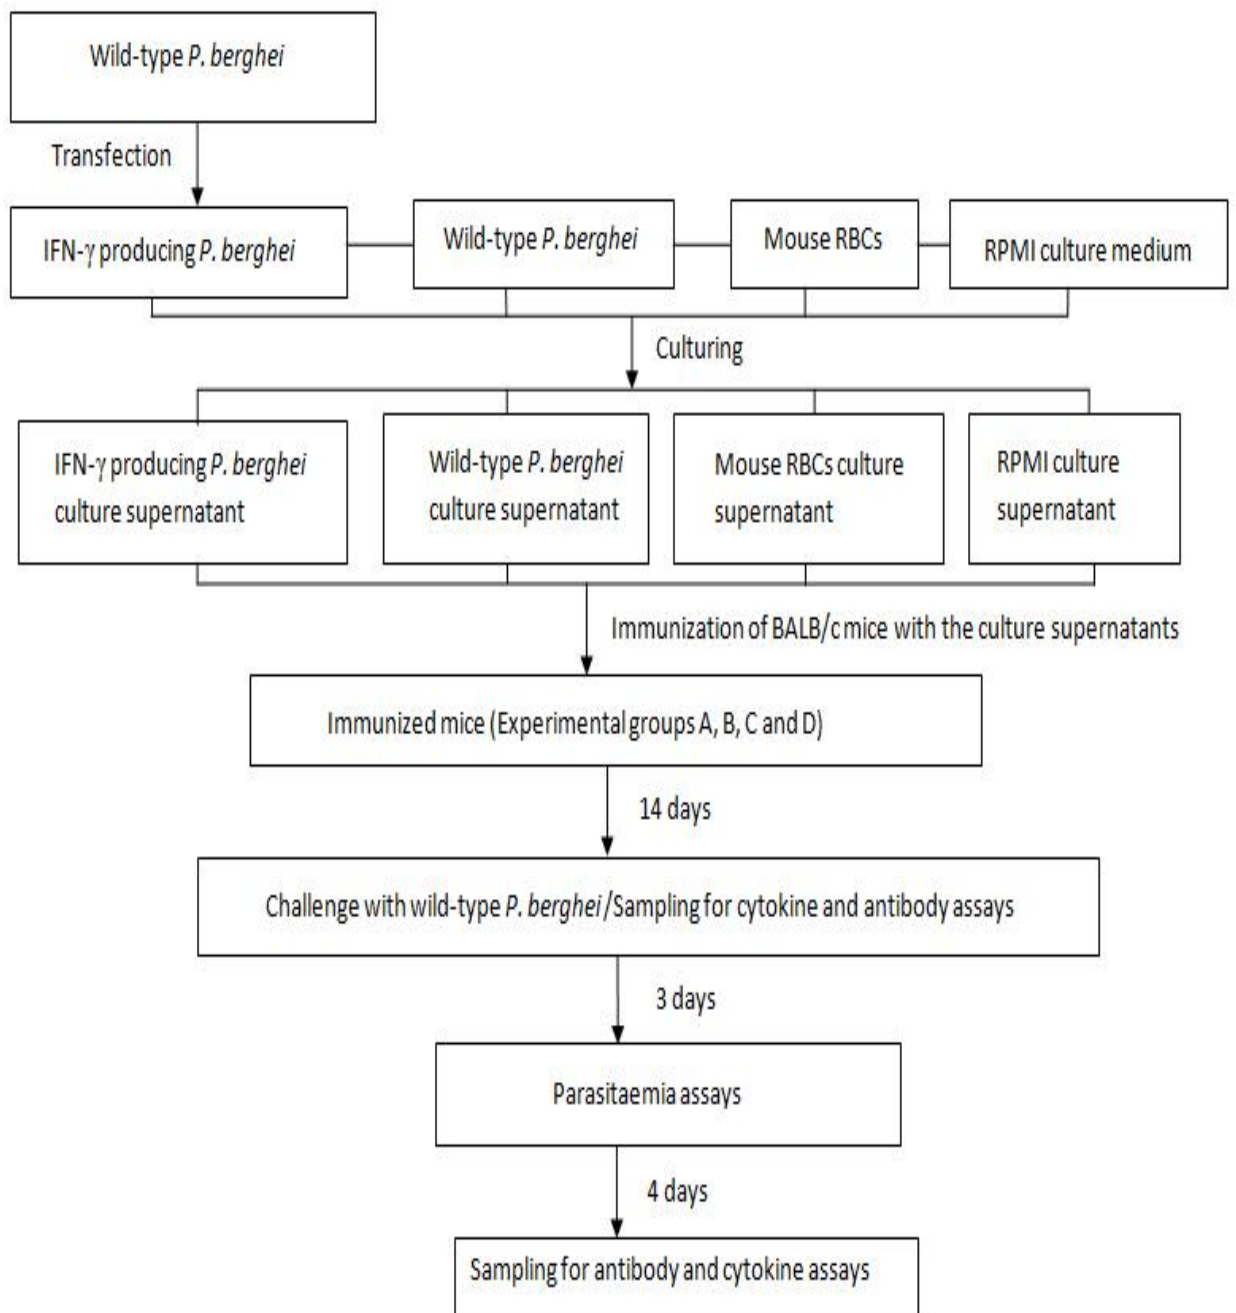 Wild-type P. berghei
Transfection
IFN-γ producing P. berghei
Wild-type P. berghei
Mouse RBCs
RPMI culture medium
Culturing
IFN-γ producing P. berghei
culture supernatant
Wild-type P. berghei
culture supernatant
Mouse RBCs culture
supernatant
RPMI culture
supernatant
Immunization of BALB/c mice with the culture supernatants
Immunized mice (Experimental groups A, B, C and D)
14 days
Challenge with wild-type P. berghei/Sampling for cytokine and antibody assays
3 days
Parasitaemia assays
4 days
Sampling for antibody and cytokine assays